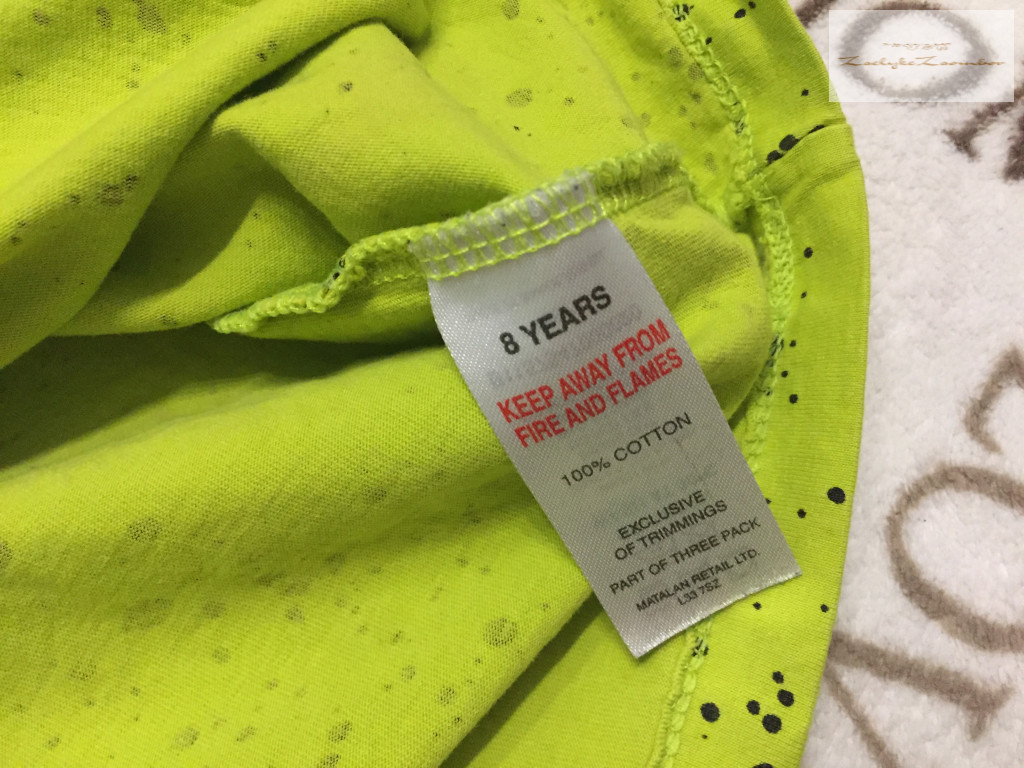 8 YEARS
KEEP AWAY FROM
FIRE AND FLAMES
100% COTTON
EXCLUSIVE
OF TRIMMINGS
PART OF THREE PACK
MATALAN RETAIL LTD.
L33 7SZ